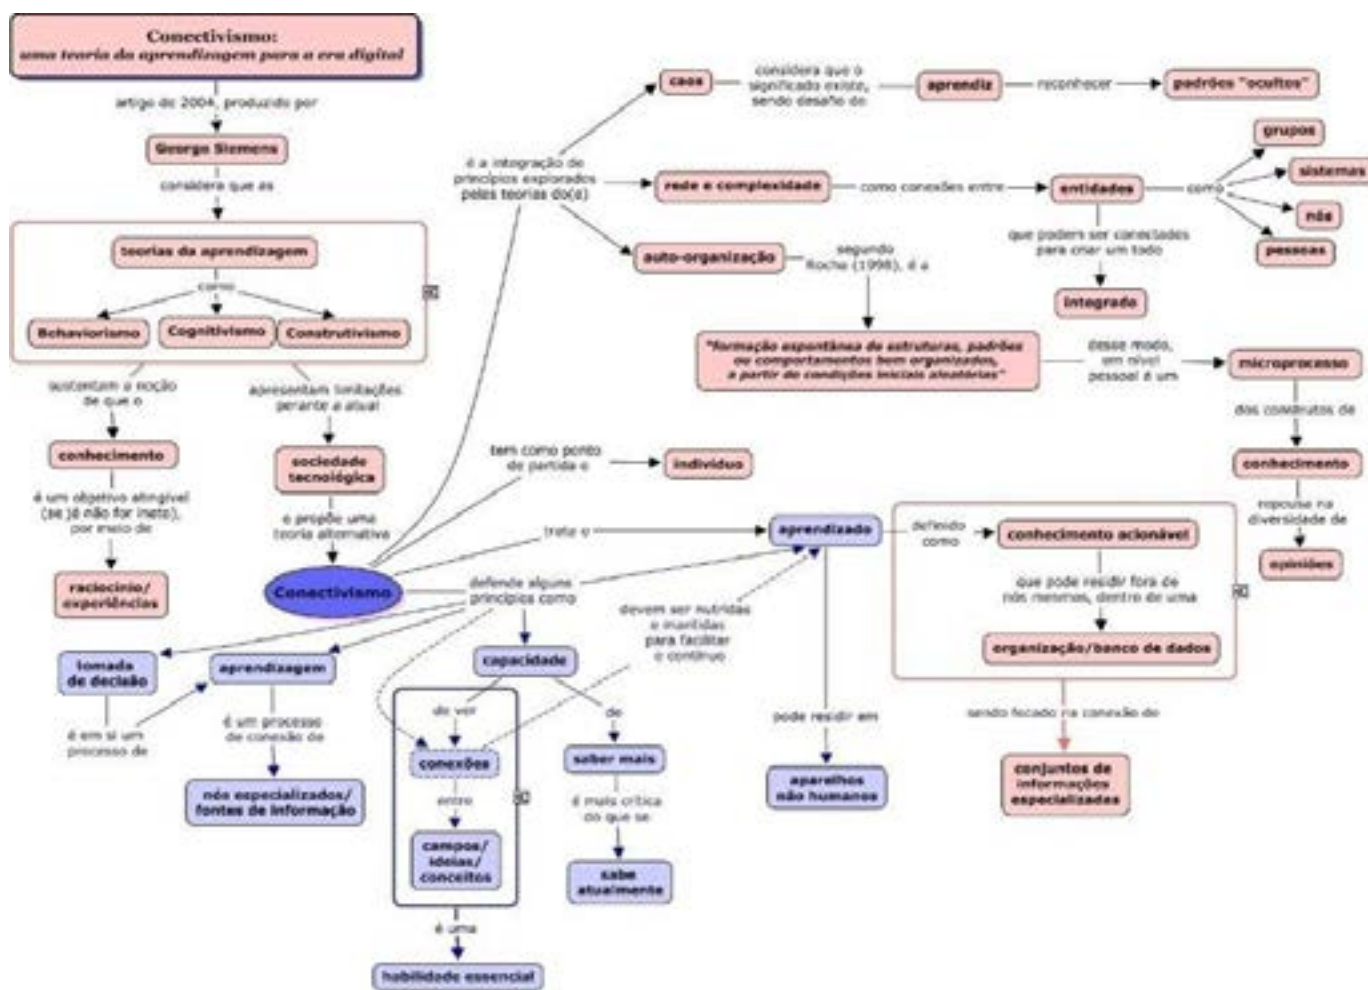 Conectivismo:
uma teoria da aprendizagem para a era digital
artigo de 2004, produzido por
George Siemens
considera que as
teorias da aprendizagem
como
Behaviorismo
Cognitivismo
Construtivismo
sustentam a noção
de que o
conhecimento
é um objetivo atingível
(se já não for inato),
por meio de
raciocínio/
experiências
apresentam limitações
perante a atual
sociedade
tecnológica
e propõe uma
teoria alternativa
Conectivismo
é a integração de
princípios explorados
pelas teorias do(a)
caos
considera que o
significado existe,
sendo desafio do
aprendiz
reconhecer
padrões "ocultos"
rede e complexidade
como conexões entre
entidades
como
grupos
sistemas
nós
pessoas
que podem ser conectadas
para criar um todo
integrado
auto-organização
segundo
Rocha (1998), é a
"formação espontânea de estruturas, padrões
ou comportamentos bem organizados,
a partir de condições iniciais aleatórias"
desse modo,
em nível
pessoal é um
microprocesso
dos construtos de
conhecimento
repousa na
diversidade de
opiniões
tem como ponto
de partida o
indivíduo
trata o
aprendizado
definido
como
conhecimento acionável
que pode residir fora de
nós mesmos, dentro de uma
organização/banco de dados
sendo focado na conexão de
conjuntos de
informações
especializadas
pode residir em
aparelhos
não humanos
defende alguns
princípios como
devem ser nutridas
e mantidas
para facilitar
o contínuo
tomada
de decisão
é em si um
processo de
aprendizagem
é um processo
de conexão de
nós especializados/
fontes de informação
capacidade
de ver
conexões
entre
campos/
ideias/
conceitos
é uma
habilidade essencial
de
saber mais
é mais crítica
do que se
sabe
atualmente